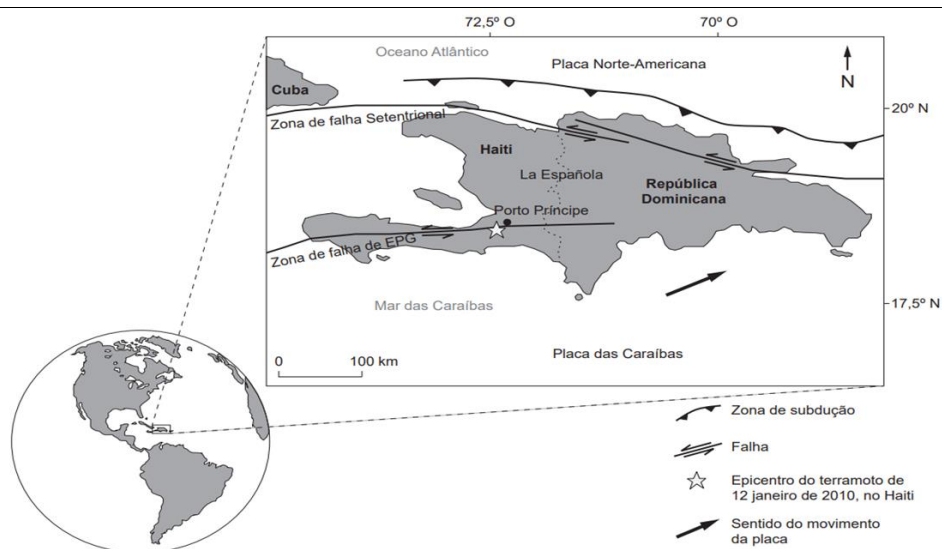 72,5º O
70º O
Oceano Atlântico
Placa Norte-Americana
N
Cuba
20º N
Zona de falha Setentrional
Haiti
La Española
República
Dominicana
Porto Príncipe
Zona de falha de EPG
17,5º N
Mar das Caraíbas
0
100 km
Placa das Caraíbas
Zona de subdução
Falha
Epicentro do terramoto de
12 janeiro de 2010, no Haiti
Sentido do movimento
da placa